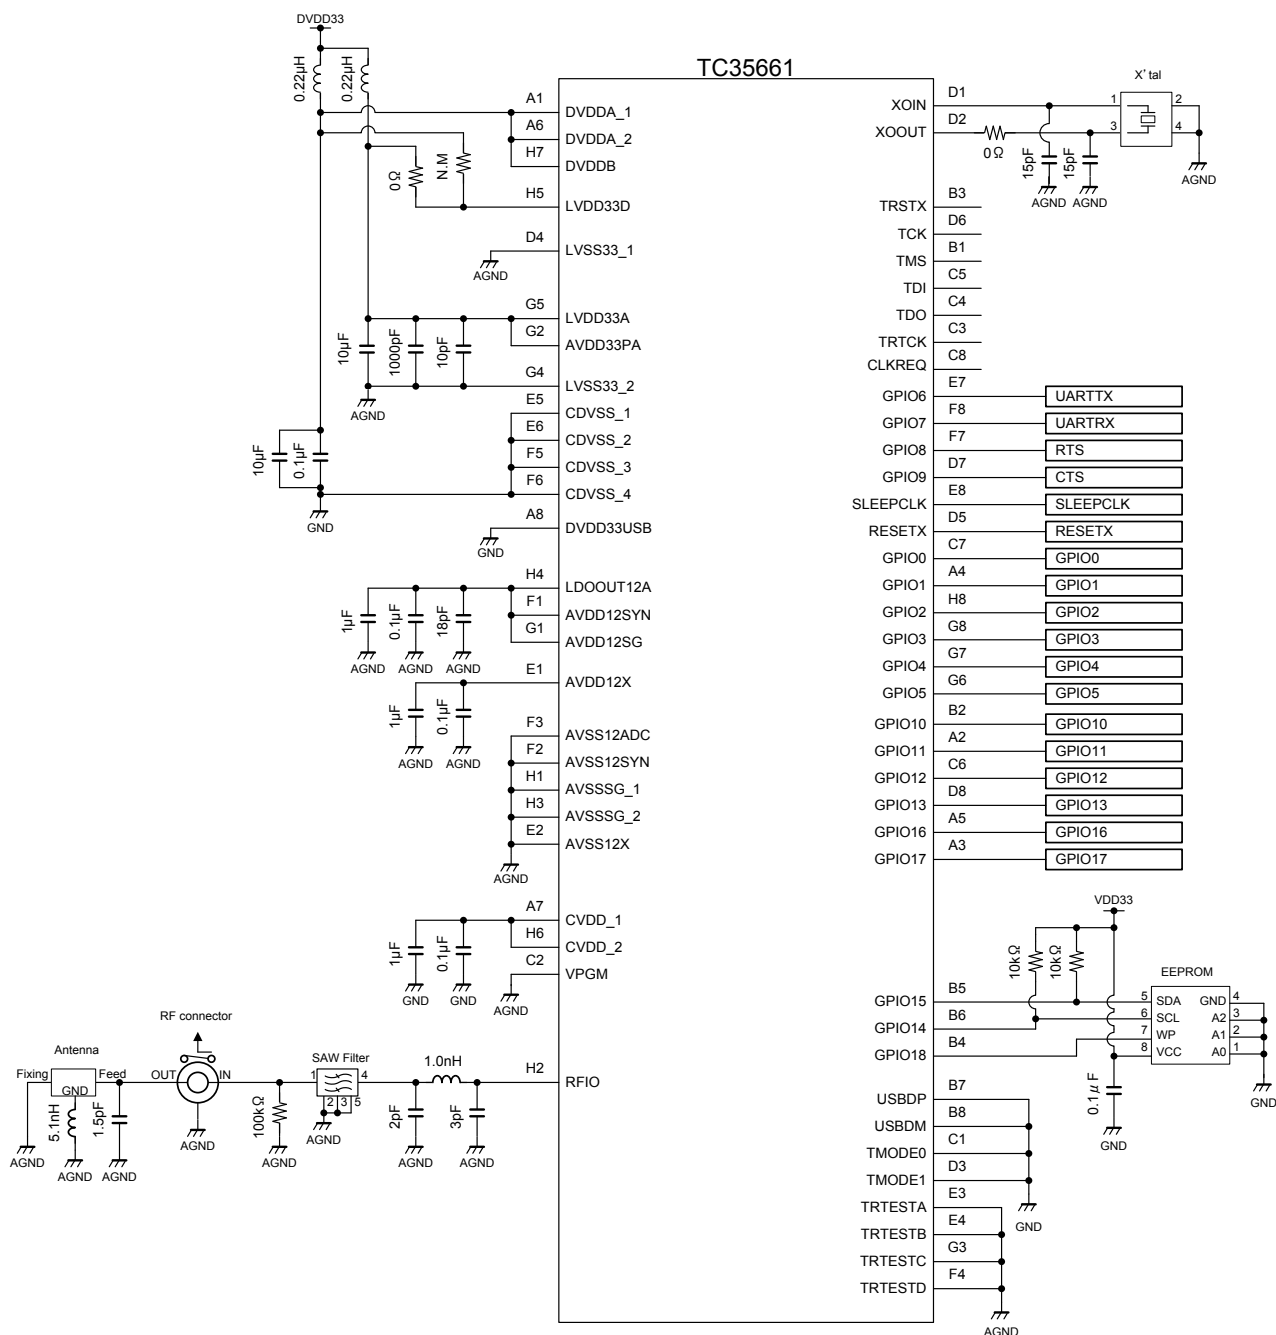 DVDD33
0.22µH
0.22µH
TC35661
A1
DVDDA_1
A6
DVDDA_2
H7
DVDDB
0Ω
N.M
H5
LVDD33D
D4
LVSS33_1
AGND
G5
LVDD33A
G2
AVDD33PA
10µF
1000pF
10pF
G4
LVSS33_2
AGND
E5
CDVSS_1
E6
CDVSS_2
F5
CDVSS_3
F6
CDVSS_4
10µF
0.1µF
GND
A8
DVDD33USB
GND
H4
LDOOUT12A
F1
AVDD12SYN
G1
AVDD12SG
1µF
0.1µF
18pF
AGND
AGND
AGND
E1
AVDD12X
1µF
0.1µF
AGND
AGND
F3
AVSS12ADC
F2
AVSS12SYN
H1
AVSSSG_1
H3
AVSSSG_2
E2
AVSS12X
AGND
A7
CVDD_1
H6
CVDD_2
1µF
0.1µF
GND
GND
C2
VPGM
AGND
RF connector
Antenna
Fixing
Feed
GND
OUT
IN
SAW Filter
1
4
2
3
5
1.0nH
H2
RFIO
5.1nH
1.5pF
100kΩ
2pF
3pF
AGND
AGND
AGND
AGND
AGND
AGND
AGND
AGND
D1
XOIN
D2
XOOUT
0Ω
15pF
15pF
AGND
AGND
X'tal
1
2
3
4
AGND
B3
TRSTX
D6
TCK
B1
TMS
C5
TDI
C4
TDO
C3
TRTCK
C8
CLKREQ
E7
GPIO6
UARTTX
F8
GPIO7
UARTRX
F7
GPIO8
RTS
D7
GPIO9
CTS
E8
SLEEPCLK
SLEEPCLK
D5
RESETX
RESETX
C7
GPIO0
GPIO0
A4
GPIO1
GPIO1
H8
GPIO2
GPIO2
G8
GPIO3
GPIO3
G7
GPIO4
GPIO4
G6
GPIO5
GPIO5
B2
GPIO10
GPIO10
A2
GPIO11
GPIO11
C6
GPIO12
GPIO12
D8
GPIO13
GPIO13
A5
GPIO16
GPIO16
A3
GPIO17
GPIO17
VDD33
10kΩ
10kΩ
EEPROM
B5
GPIO15
5
SDA
GND
4
B6
GPIO14
6
SCL
A2
3
B4
GPIO18
7
WP
A1
2
8
VCC
A0
1
0.1µF
GND
GND
B7
USBDP
B8
USBDM
C1
TMODE0
D3
TMODE1
GND
E3
TRTESTA
E4
TRTESTB
G3
TRTESTC
F4
TRTESTD
AGND